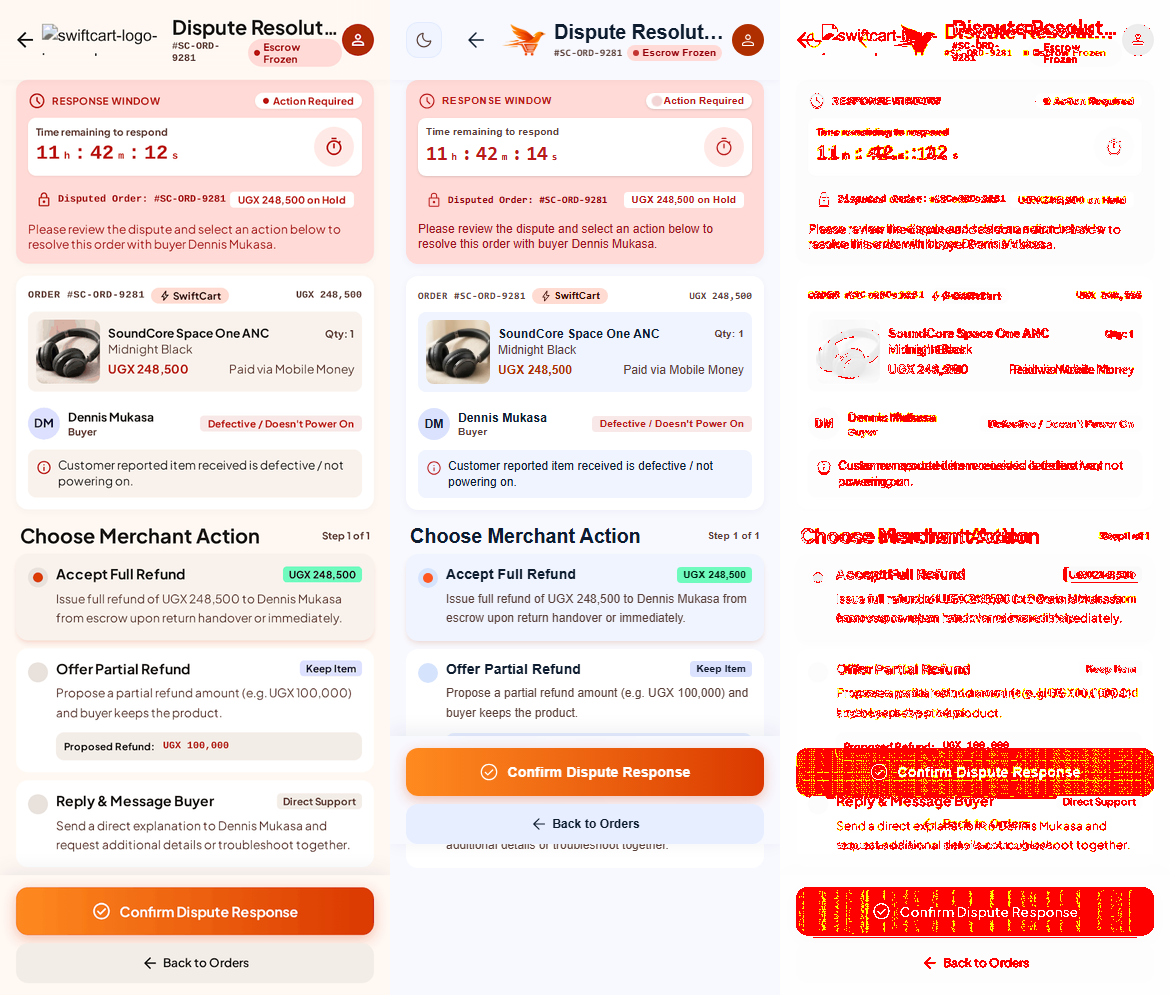 swiftcart-logo-
Dispute Resolut...
#SC-ORD-9281
Escrow Frozen
RESPONSE WINDOW
Action Required
Time remaining to respond
11 h : 42 m : 12 s
Disputed Order: #SC-ORD-9281
UGX 248,500 on Hold
Please review the dispute and select an action below to
resolve this order with buyer Dennis Mukasa.
ORDER #SC-ORD-9281
SwiftCart
UGX 248,500
SoundCore Space One ANC
Qty: 1
Midnight Black
UGX 248,500
Paid via Mobile Money
DM
Dennis Mukasa
Buyer
Defective / Doesn't Power On
Customer reported item received is defective / not
powering on.
Choose Merchant Action
Step 1 of 1
Accept Full Refund
UGX 248,500
Issue full refund of UGX 248,500 to Dennis Mukasa
from escrow upon return handover or immediately.
Offer Partial Refund
Keep Item
Propose a partial refund amount (e.g. UGX 100,000)
and buyer keeps the product.
Proposed Refund: UGX 100,000
Reply & Message Buyer
Direct Support
Send a direct explanation to Dennis Mukasa and
request additional details or troubleshoot together.
Confirm Dispute Response
Back to Orders
Dispute Resolut...
#SC-ORD-9281
Escrow Frozen
RESPONSE WINDOW
Action Required
Time remaining to respond
11 h : 42 m : 14 s
Disputed Order: #SC-ORD-9281
UGX 248,500 on Hold
Please review the dispute and select an action below to
resolve this order with buyer Dennis Mukasa.
ORDER #SC-ORD-9281
SwiftCart
UGX 248,500
SoundCore Space One ANC
Qty: 1
Midnight Black
UGX 248,500
Paid via Mobile Money
DM
Dennis Mukasa
Buyer
Defective / Doesn't Power On
Customer reported item received is defective / not
powering on.
Choose Merchant Action
Step 1 of 1
Accept Full Refund
UGX 248,500
Issue full refund of UGX 248,500 to Dennis Mukasa from
escrow upon return handover or immediately.
Offer Partial Refund
Keep Item
Propose a partial refund amount (e.g. UGX 100,000) and
buyer keeps the product.
Confirm Dispute Response
Back to Orders
additional details or troubleshoot together.
SoundCore Space One ANC
Proposed Refund: UGX 100,000
Confirm Dispute Response
Reply & Message Buyer
Direct Support
Confirm Dispute Response
Back to Orders